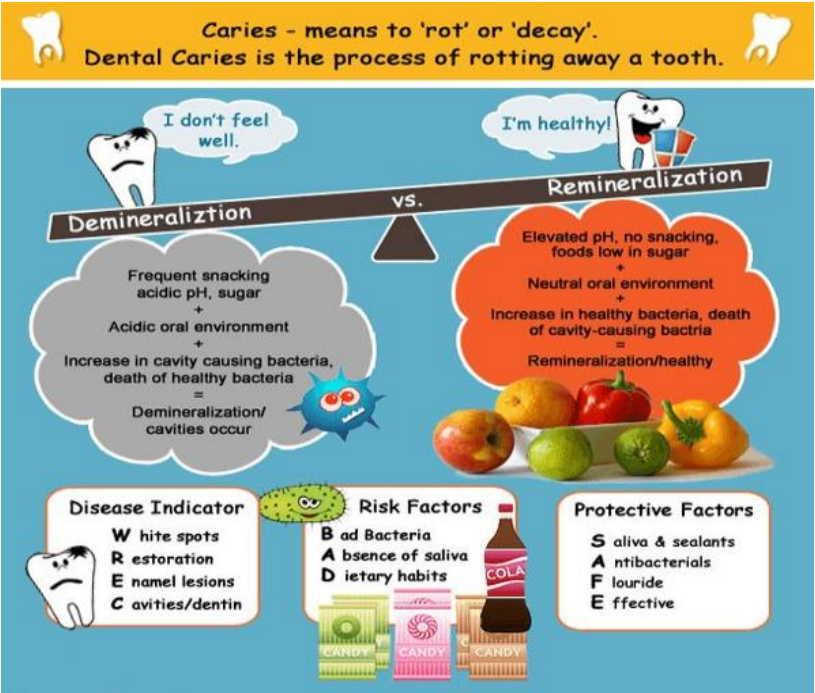 Caries - means to 'rot' or 'decay'.
Dental Caries is the process of rotting away a tooth.
I don't feel
well.
I'm healthy!
Demineraliztion
vs.
Remineralization
Frequent snacking
acidic pH, sugar
+
Acidic oral environment
+
Increase in cavity causing bacteria,
death of healthy bacteria
=
Demineralization/
cavities occur
Elevated pH, no snacking,
foods low in sugar
+
Neutral oral environment
+
Increase in healthy bacteria, death
of cavity-causing bactria
=
Remineralization/healthy
Disease Indicator
W hite spots
R estoration
E namel lesions
C avities/dentin
Risk Factors
B ad Bacteria
A bsence of saliva
D ietary habits
COLA
CANDY
CANDY
CANDY
Protective Factors
S aliva & sealants
A ntibacterials
F louride
E ffective